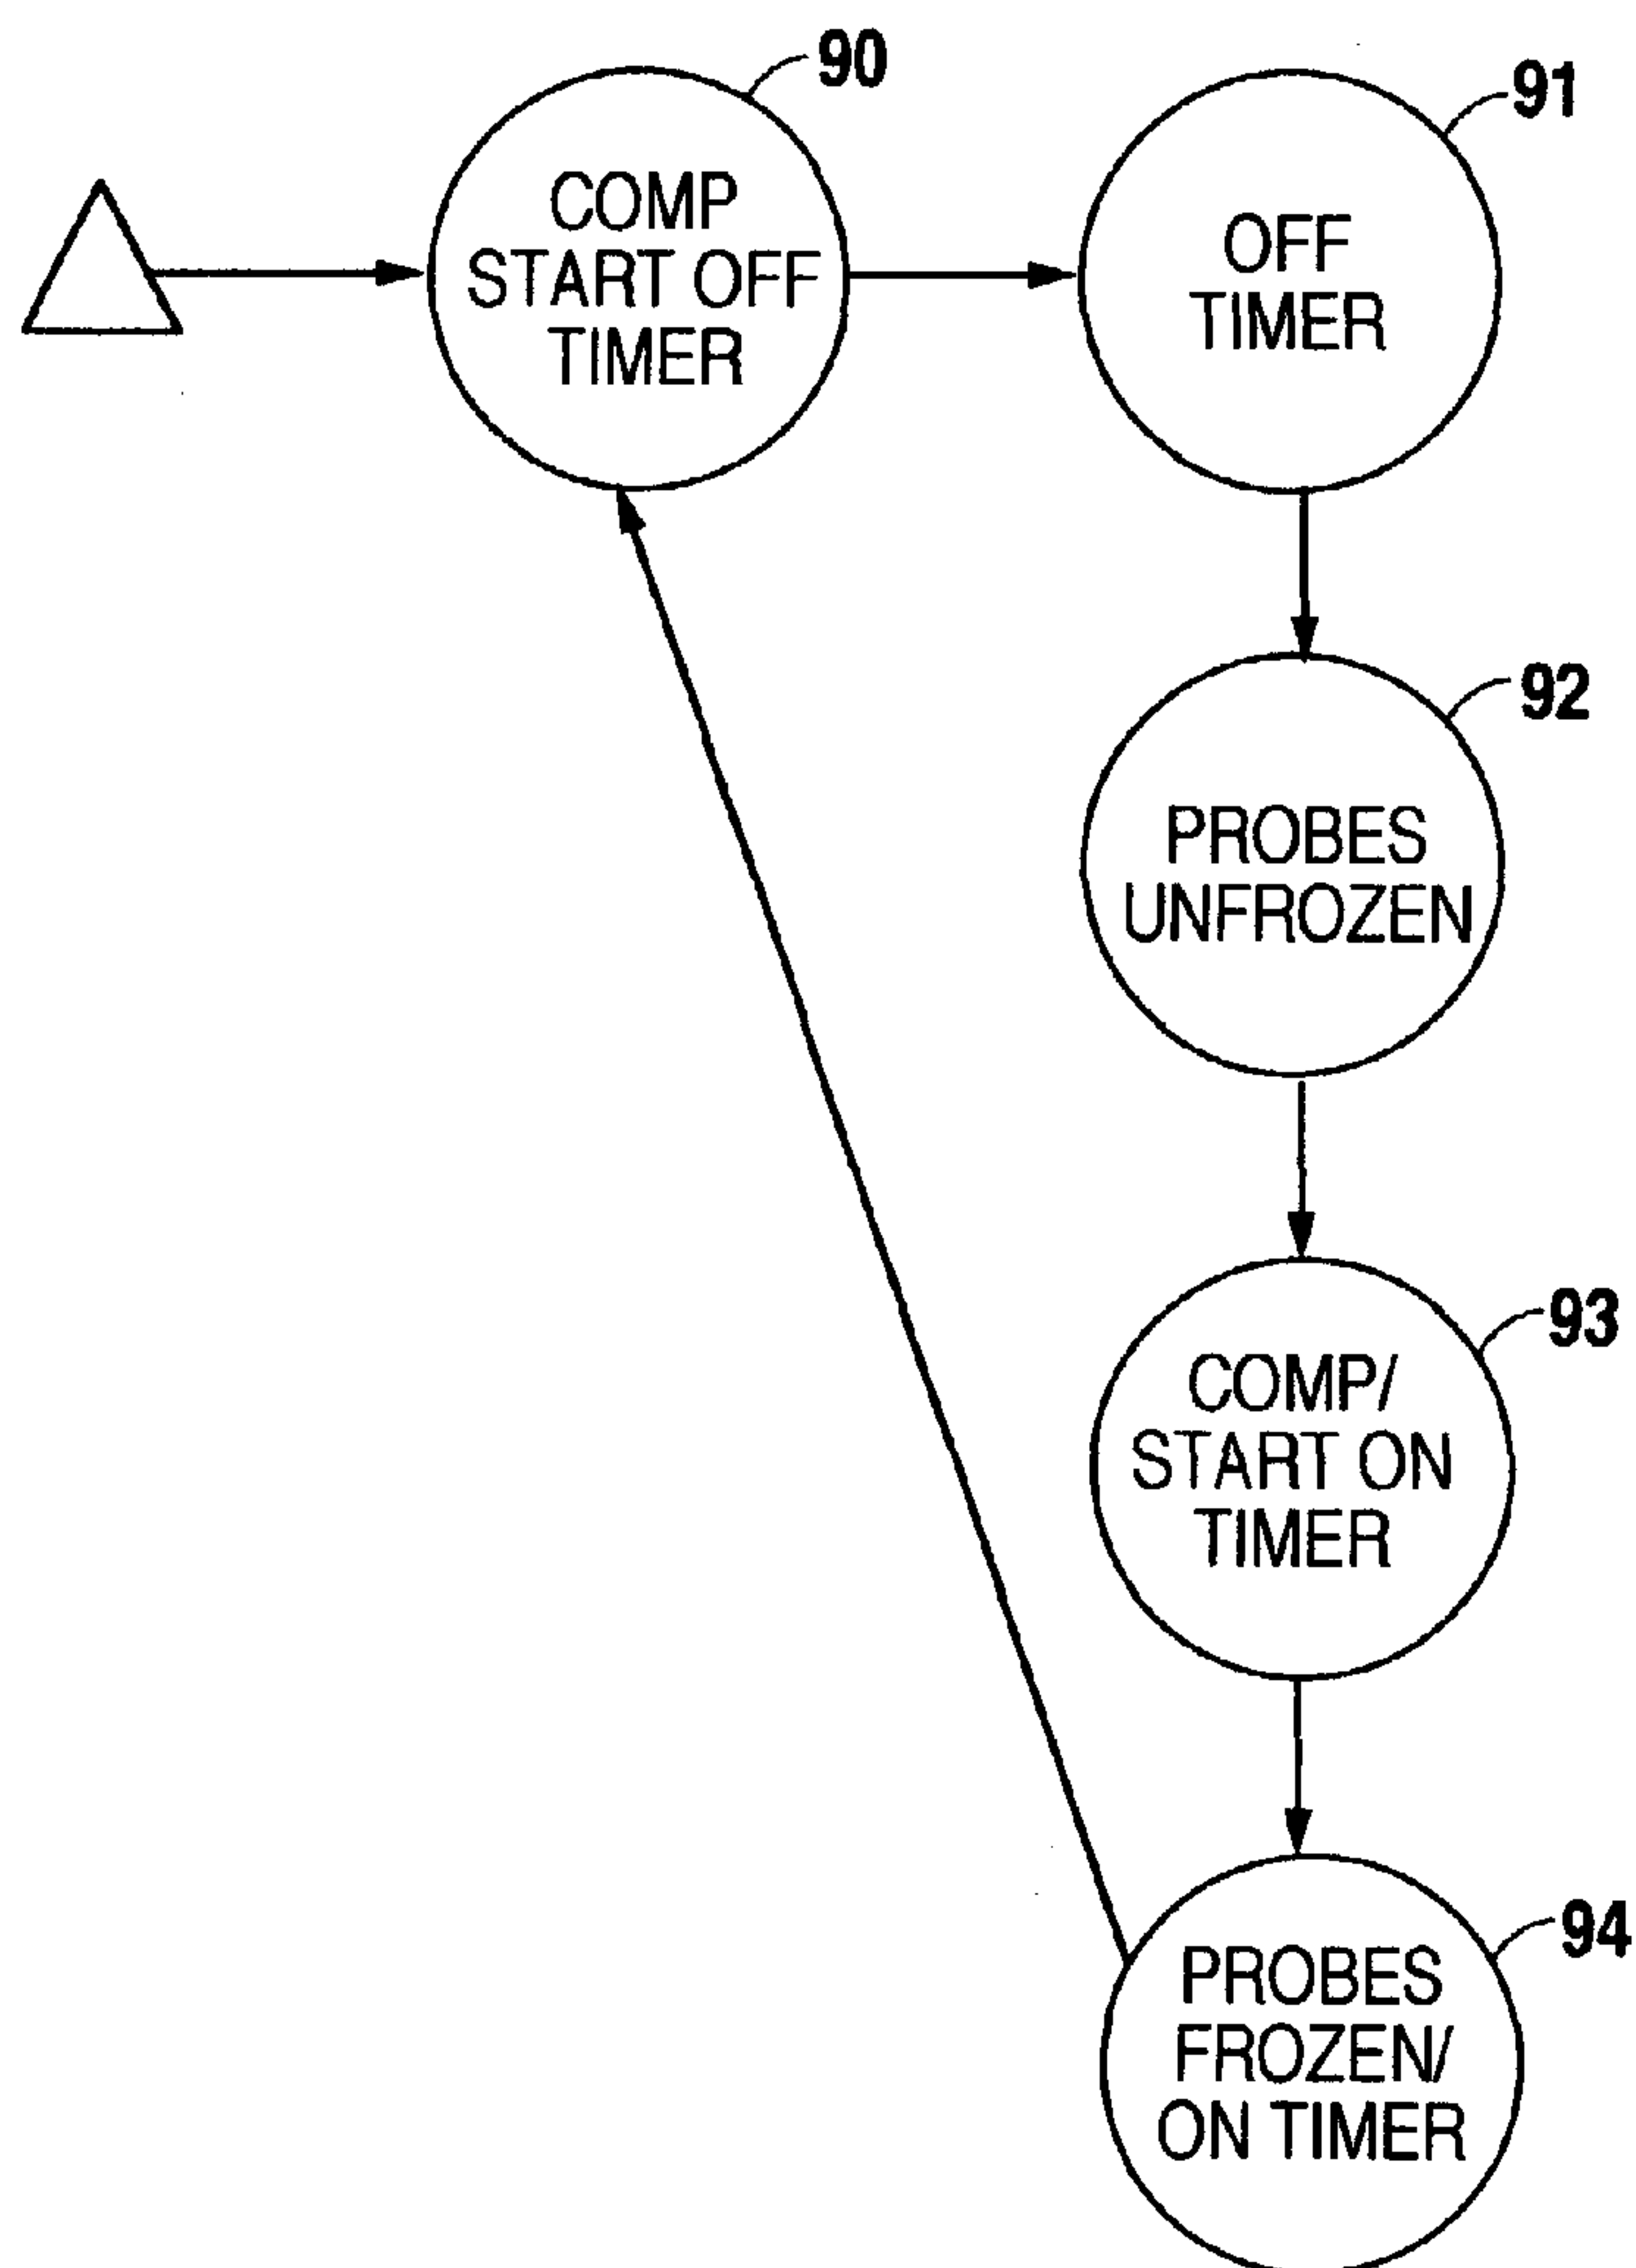 90
COMP
START OFF
TIMER
91
OFF
TIMER
92
PROBES
UNFROZEN
93
COMP/
START ON
TIMER
94
PROBES
FROZEN/
ON TIMER